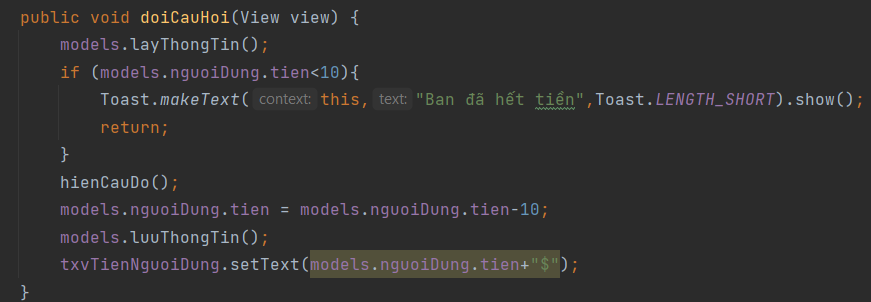 public void doiCauHoi(View view) {
models.layThongTin();
if (models.nguoiDung.tien<10){
Toast.makeText( context: this, text: "Ban đã hết tiền",Toast.LENGTH_SHORT).show();
return;
}
hienCauDo();
models.nguoiDung.tien = models.nguoiDung.tien-10;
models.luuThongTin();
txvTienNguoiDung.setText(models.nguoiDung.tien+"$");
}